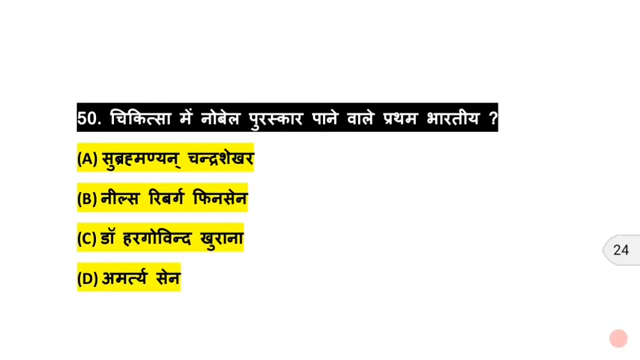 50. चिकित्सा में नोबेल पुरस्कार पाने वाले प्रथम भारतीय ?
(A) सुब्रह्मण्यन् चन्द्रशेखर
(B) नील्स रिबर्ग फिनसेन
(C) डॉ हरगोविन्द खुराना
(D) अमर्त्य सेन
24